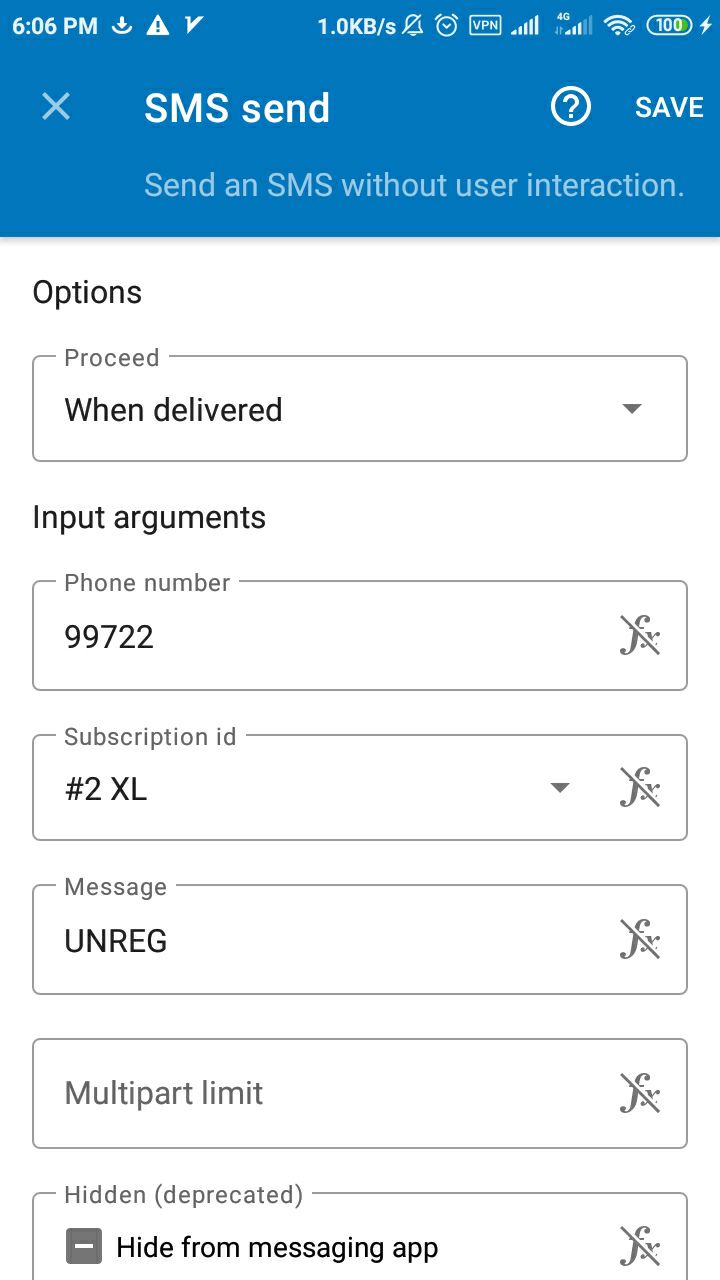 6:06 PM 1.0KB/s VPN 4G 100
SMS send SAVE
Send an SMS without user interaction.
Options
Proceed
When delivered
Input arguments
Phone number
99722
Subscription id
#2 XL
Message
UNREG
Multipart limit
Hidden (deprecated)
Hide from messaging app